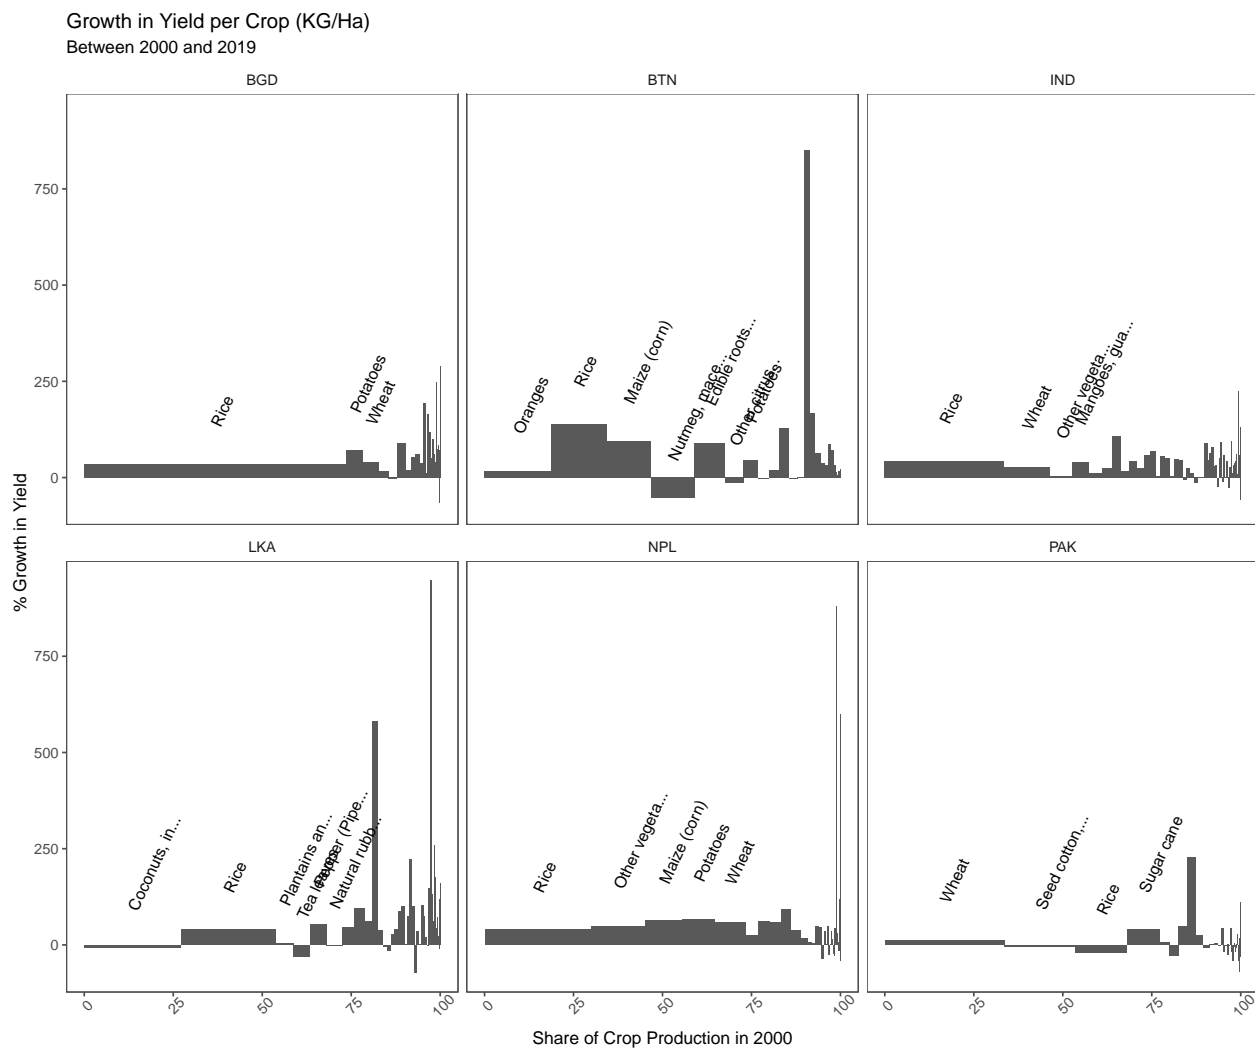 Growth in Yield per Crop (KG/Ha)
Between 2000 and 2019
BGD
BTN
IND
750
500
250
0
Rice
Potatoes
Wheat
Oranges
Rice
Maize (corn)
Nutmeg, mace...
Edible roots...
Other citrus...
Potatoes
Rice
Wheat
Other vegeta...
Mangoes, gua...
% Growth in Yield
LKA
NPL
PAK
750
500
250
0
Coconuts, in...
Rice
Plantains an...
Tea leaves
Pepper (Pipe...
Natural rubb...
Rice
Other vegeta...
Maize (corn)
Potatoes
Wheat
Wheat
Seed cotton,...
Rice
Sugar cane
0 25 50 75 100
0 25 50 75 100
0 25 50 75 100
Share of Crop Production in 2000